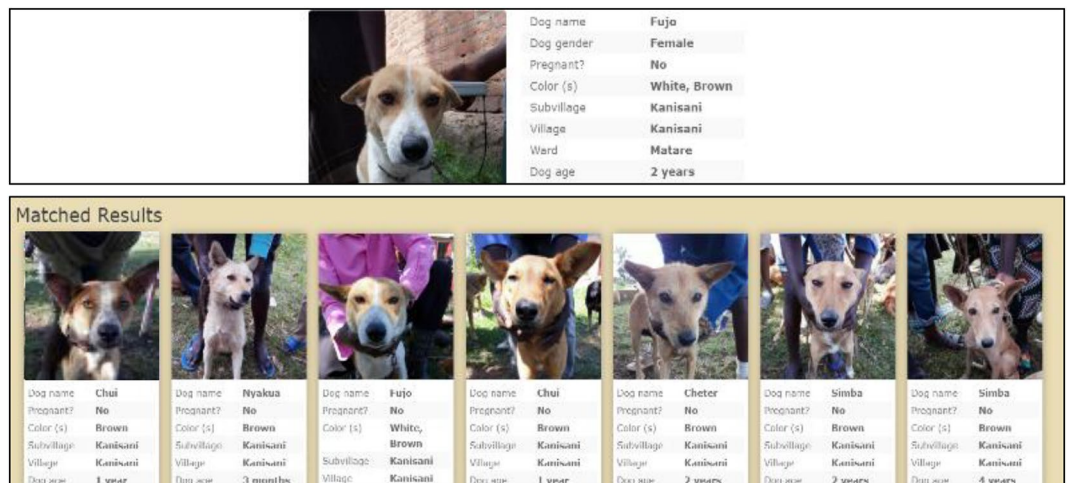 Dog name Fujo
Dog gender Female
Pregnant? No
Color (s) White, Brown
Subvillage Kanisani
Village Kanisani
Ward Matare
Dog age 2 years
Matched Results
Dog name Chui
Pregnant? No
Color (s) Brown
Subvillage Kanisani
Village Kanisani
Dog age 1 year
Dog name Nyakua
Pregnant? No
Color (s) Brown
Subvillage Kanisani
Village Kanisani
Dog age 3 months
Dog name Fujo
Pregnant? No
Color (s) White,
Brown
Subvillage Kanisani
Village Kanisani
Dog name Chui
Pregnant? No
Color (s) Brown
Subvillage Kanisani
Village Kanisani
Dog age 1 year
Dog name Cheter
Pregnant? No
Color (s) Brown
Subvillage Kanisani
Village Kanisani
Dog age 2 years
Dog name Simba
Pregnant? No
Color (s) Brown
Subvillage Kanisani
Village Kanisani
Dog age 2 years
Dog name Simba
Pregnant? No
Color (s) Brown
Subvillage Kanisani
Village Kanisani
Dog age 4 years